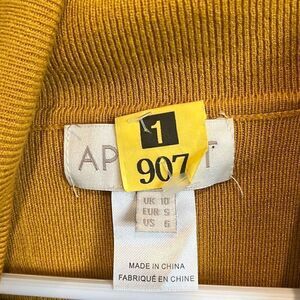 1
907
UK 10
EUR S
US 6
MADE IN CHINA
FABRIQUÉ EN CHINE